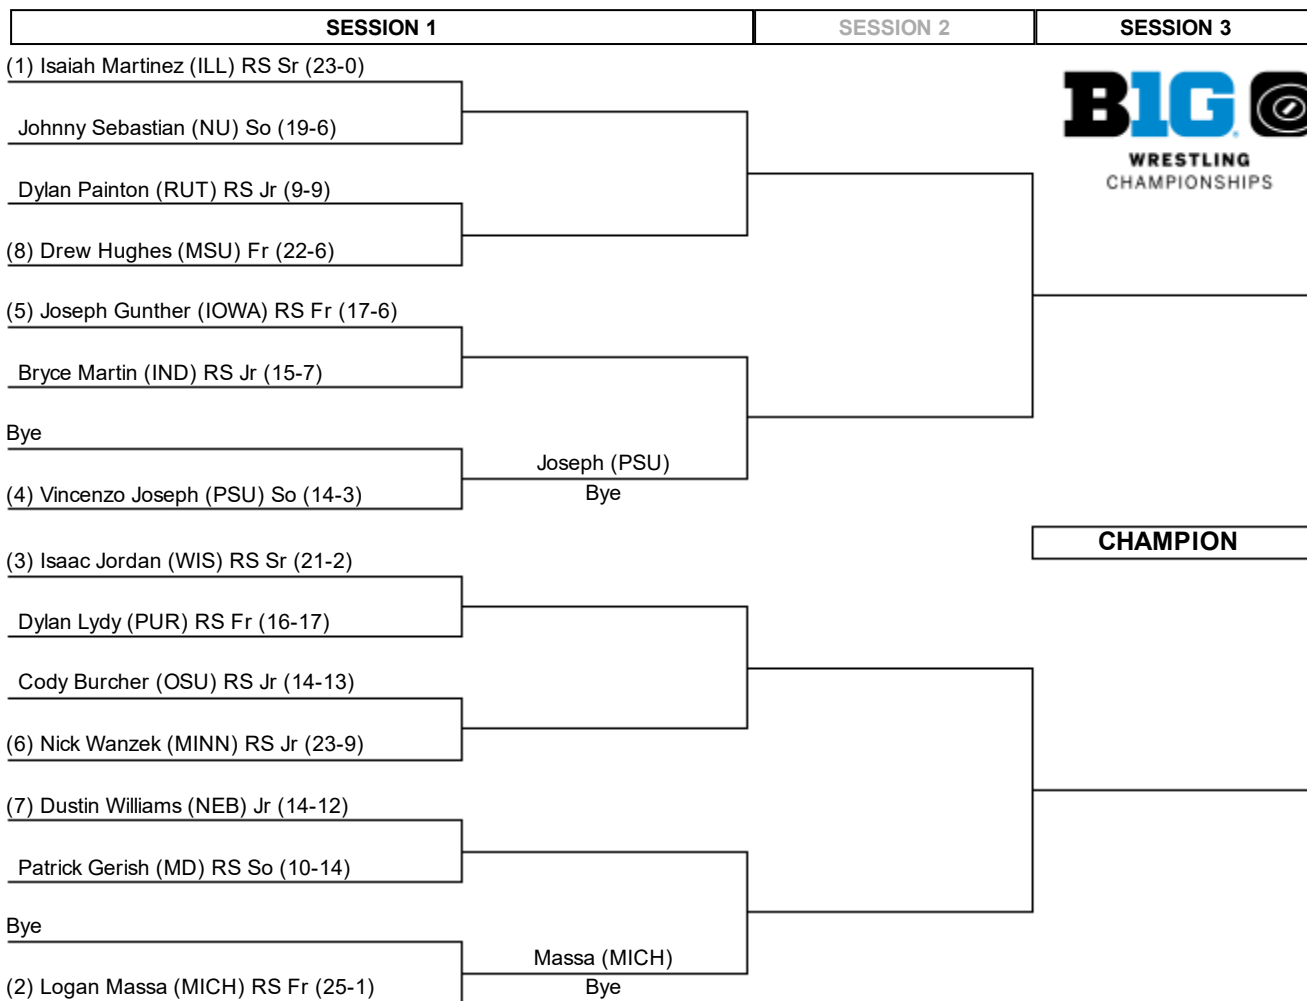 SESSION 1
SESSION 2
SESSION 3
(1) Isaiah Martinez (ILL) RS Sr (23-0)
Johnny Sebastian (NU) So (19-6)
Dylan Painton (RUT) RS Jr (9-9)
(8) Drew Hughes (MSU) Fr (22-6)
(5) Joseph Gunther (IOWA) RS Fr (17-6)
Bryce Martin (IND) RS Jr (15-7)
Bye
(4) Vincenzo Joseph (PSU) So (14-3)
Joseph (PSU)
Bye
(3) Isaac Jordan (WIS) RS Sr (21-2)
Dylan Lydy (PUR) RS Fr (16-17)
Cody Burcher (OSU) RS Jr (14-13)
(6) Nick Wanzek (MINN) RS Jr (23-9)
(7) Dustin Williams (NEB) Jr (14-12)
Patrick Gerish (MD) RS So (10-14)
Bye
(2) Logan Massa (MICH) RS Fr (25-1)
Massa (MICH)
Bye
B1G
WRESTLING
CHAMPIONSHIPS
CHAMPION